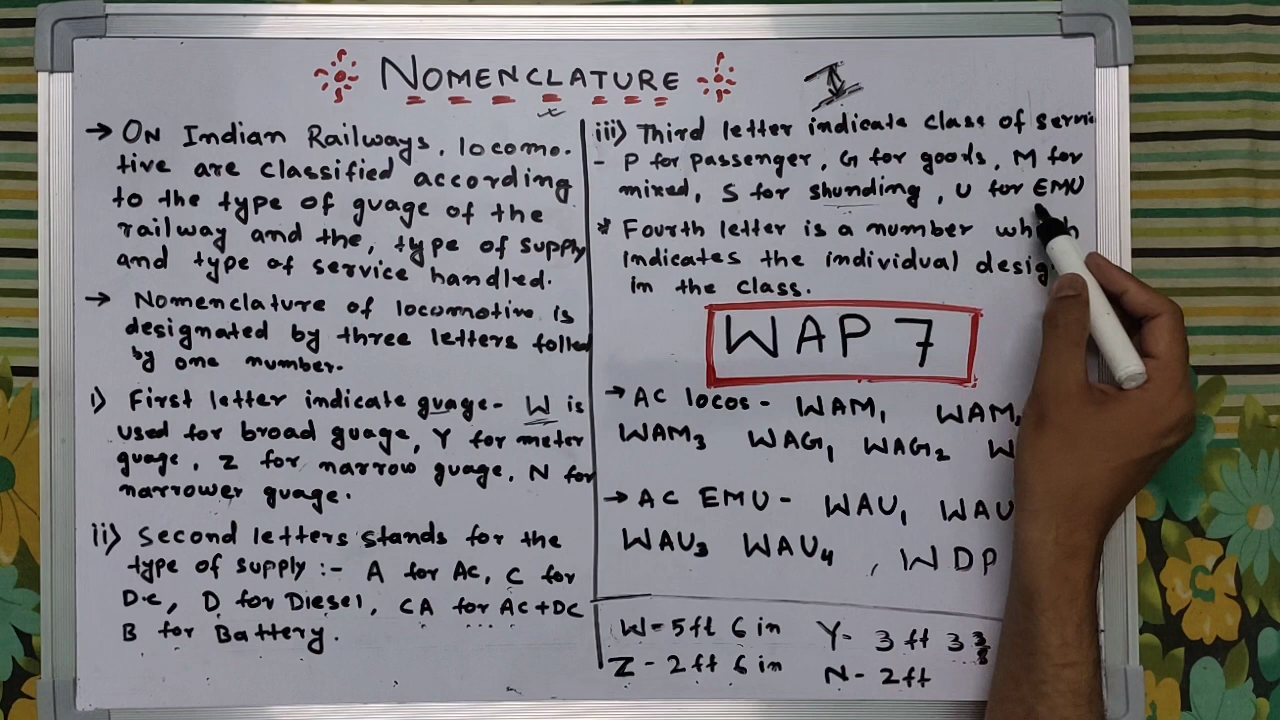 NOMENCLATURE
→ ON Indian Railways, locomo-
tive are classified according
to the type of guage of the
railway and the, type of supply
and type of service handled.
→ Nomenclature of locomotive is
designated by three letters folled
by one number.
i) First letter indicate guage - W is
used for broad guage, Y for meter
guage, Z for narrow guage, N for
narrower guage.
ii) Second letters stands for the
type of supply :- A for AC, C for
D.C, D for Diesel, CA for AC+DC
B for Battery.
iii) Third letter indicate class of servi
- P for passenger, G for goods, M for
mixed, S for shunding, U for EMU
* Fourth letter is a number which
indicates the individual desig
in the class.
WAP 7
→ AC locos - WAM1 WAM
WAM3 WAG1 WAG2 W
→ AC EMU - WAU1 WAU
WAU3 WAU4, WDP
W = 5ft 6 in Y - 3 ft 3 3/8
Z - 2 ft 6 in N - 2ft